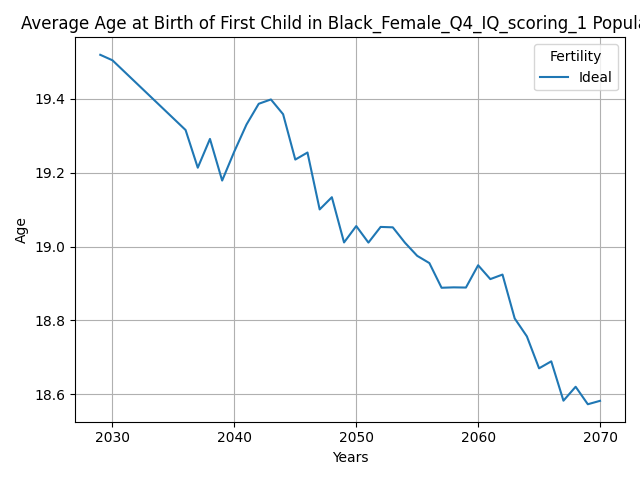 Average Age at Birth of First Child in Black_Female_Q4_IQ_scoring_1 Popula
Fertility
Ideal
19.4
19.2
19.0
18.8
18.6
Age
2030 2040 2050 2060 2070
Years